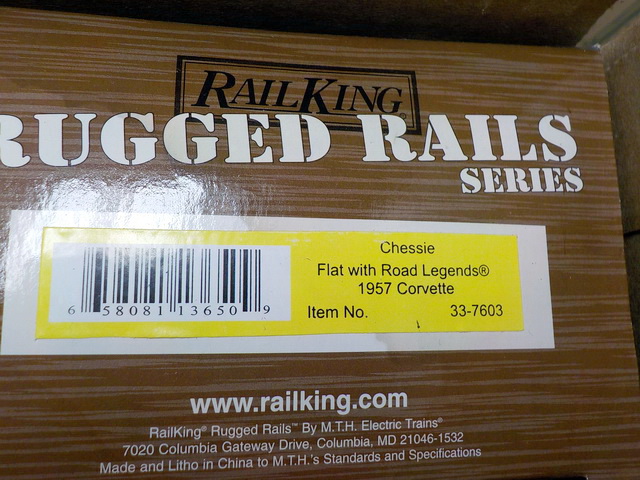 RAILKING®
RUGGED RAILS
SERIES
Chessie
Flat with Road Legends®
1957 Corvette
Item No. 33-7603
6 58081 13650 9
www.railking.com
RailKing® Rugged Rails™ By M.T.H. Electric Trains®
7020 Columbia Gateway Drive, Columbia, MD 21046-1532
Made and Litho in China to M.T.H.'s Standards and Specifications